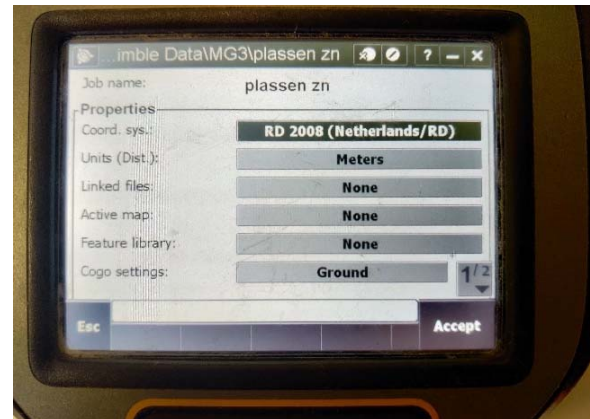 ...imble Data\MG3\plassen zn ? – ×
Job name: plassen zn
Properties
Coord. sys.: RD 2008 (Netherlands/RD)
Units (Dist.): Meters
Linked files: None
Active map: None
Feature library: None
Cogo settings: Ground
1/2
Esc Accept